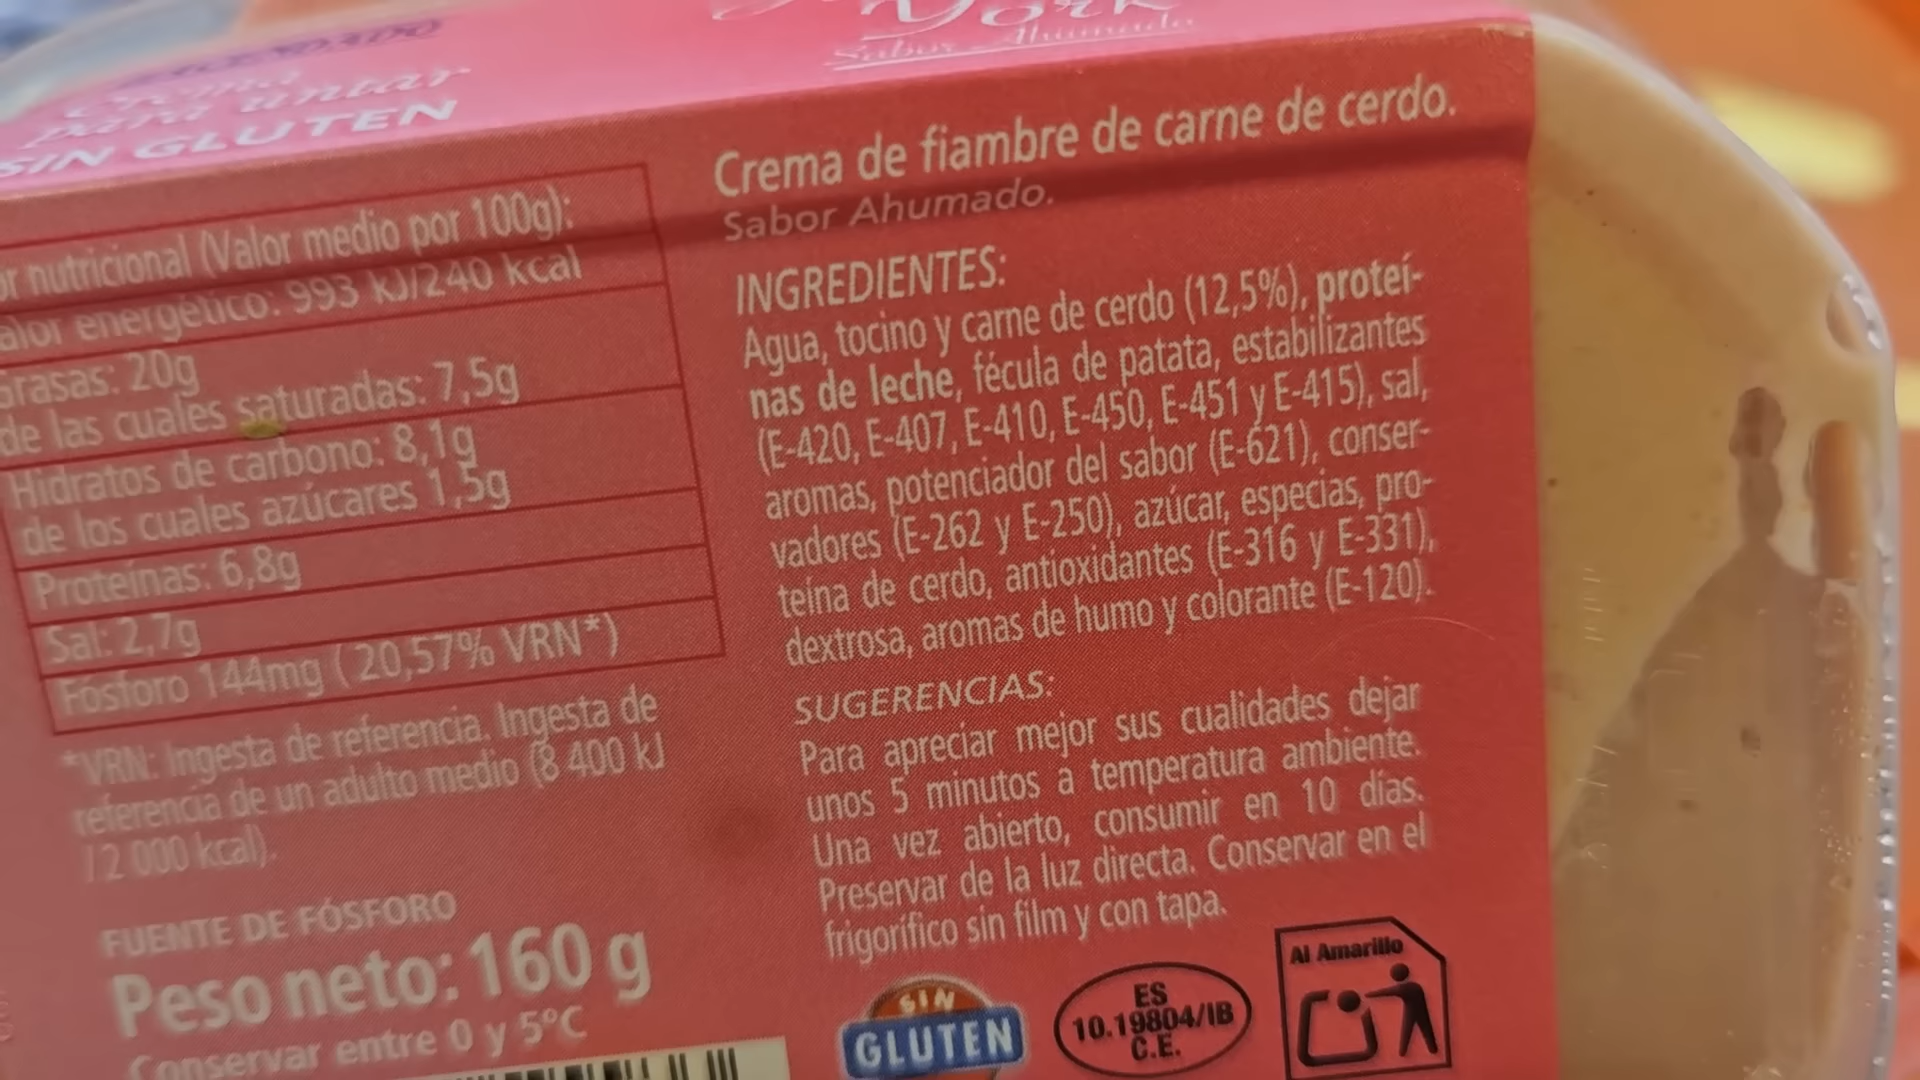 Crema
para untar
SIN GLUTEN
York
Sabor Ahumado
or nutricional (Valor medio por 100g):
alor energético: 993 kJ/240 kcal
Grasas: 20g
de las cuales saturadas: 7,5g
Hidratos de carbono: 8,1g
de los cuales azúcares 1,5g
Proteínas: 6,8g
Sal: 2,7g
Fósforo 144mg (20,57% VRN*)
*VRN: Ingesta de referencia. Ingesta de
referencia de un adulto medio (8 400 kJ
/2 000 kcal).
FUENTE DE FÓSFORO
Peso neto: 160 g
Conservar entre 0 y 5ºC
Crema de fiambre de carne de cerdo.
Sabor Ahumado.
INGREDIENTES:
Agua, tocino y carne de cerdo (12,5%), proteí-
nas de leche, fécula de patata, estabilizantes
(E-420, E-407, E-410, E-450, E-451 y E-415), sal,
aromas, potenciador del sabor (E-621), conser-
vadores (E-262 y E-250), azúcar, especias, pro-
teína de cerdo, antioxidantes (E-316 y E-331),
dextrosa, aromas de humo y colorante (E-120).
SUGERENCIAS:
Para apreciar mejor sus cualidades dejar
unos 5 minutos a temperatura ambiente.
Una vez abierto, consumir en 10 días.
Preservar de la luz directa. Conservar en el
frigorífico sin film y con tapa.
SIN
GLUTEN
ES
10.19804/IB
C.E.
Al Amarillo